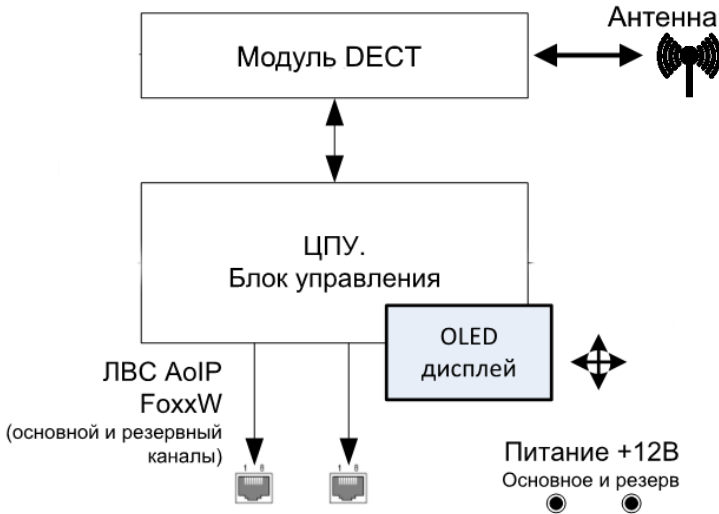 Антенна
Модуль DECT
ЦПУ.
Блок управления
OLED
дисплей
ЛВС AoIP
FoxxW
(основной и резервный
каналы)
1 8
1 8
Питание +12В
Основное и резерв